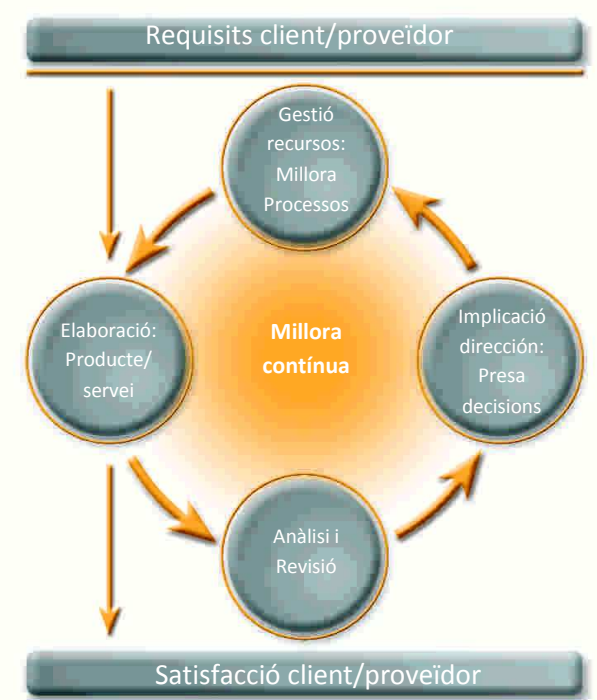 Requisits client/proveïdor
Gestió
recursos:
Millora
Processos
Elaboració:
Producte/
servei
Millora
contínua
Implicació
dirección:
Presa
decisions
Anàlisi i
Revisió
Satisfacció client/proveïdor